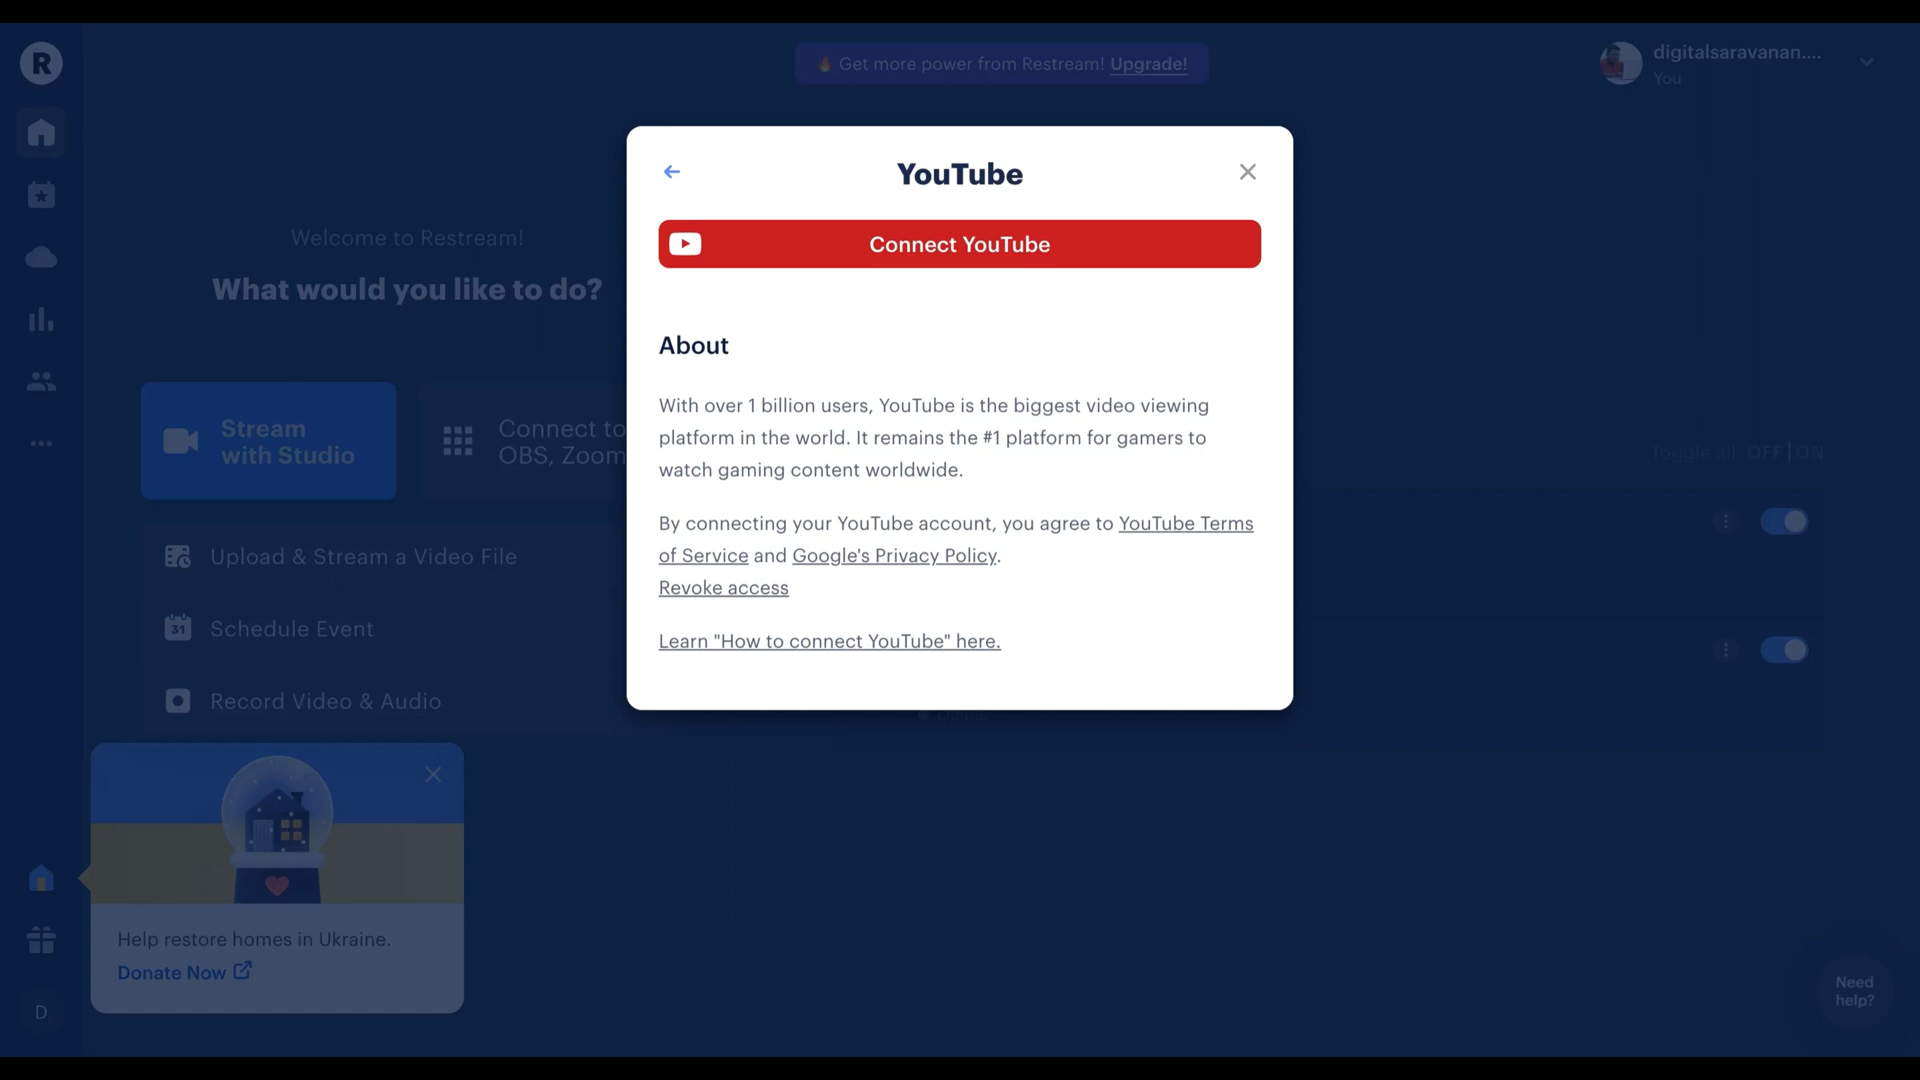 R
🔥 Get more power from Restream! Upgrade!
digitalsaravanan....
You
YouTube
Connect YouTube
Welcome to Restream!
What would you like to do?
About
With over 1 billion users, YouTube is the biggest video viewing
platform in the world. It remains the #1 platform for gamers to
watch gaming content worldwide.
Stream
with Studio
Connect to
OBS, Zoom
Toggle all OFF | ON
By connecting your YouTube account, you agree to YouTube Terms
of Service and Google's Privacy Policy.
Revoke access
Upload & Stream a Video File
31
Schedule Event
Learn "How to connect YouTube" here.
Record Video & Audio
Help restore homes in Ukraine.
Donate Now
D
Need
help?